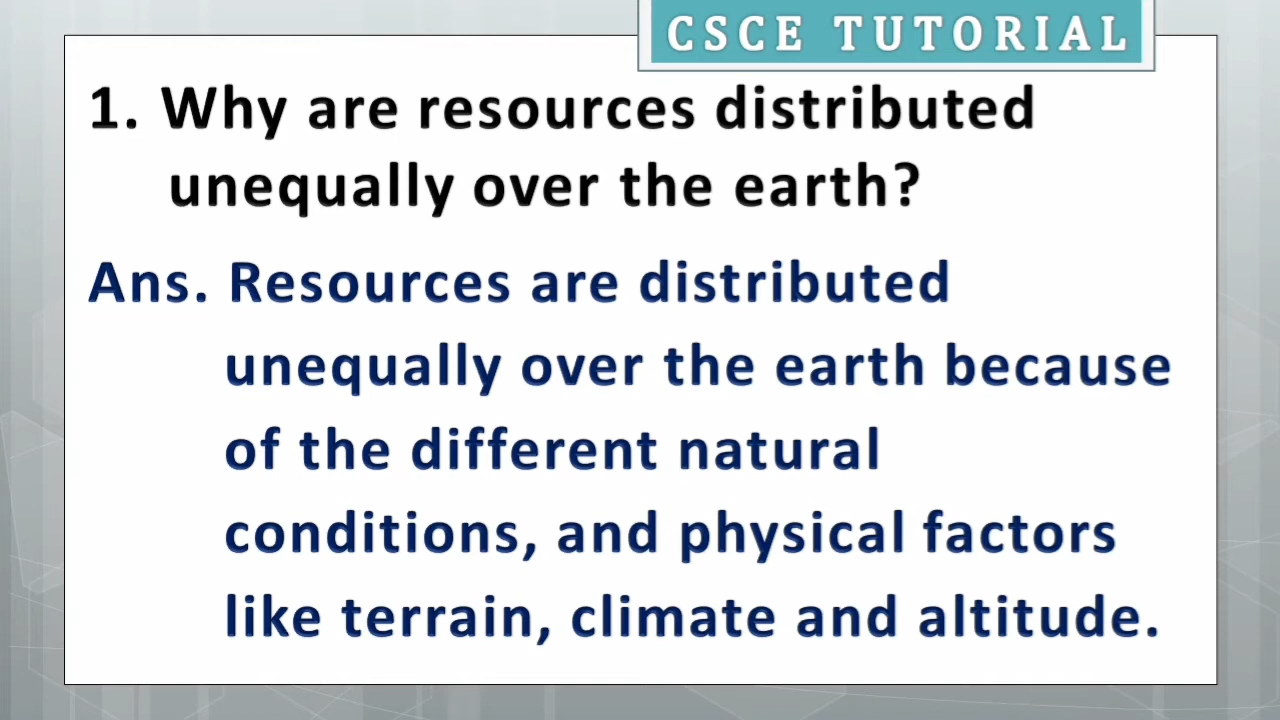 CSCE TUTORIAL
1. Why are resources distributed
unequally over the earth?
Ans. Resources are distributed
unequally over the earth because
of the different natural
conditions, and physical factors
like terrain, climate and altitude.